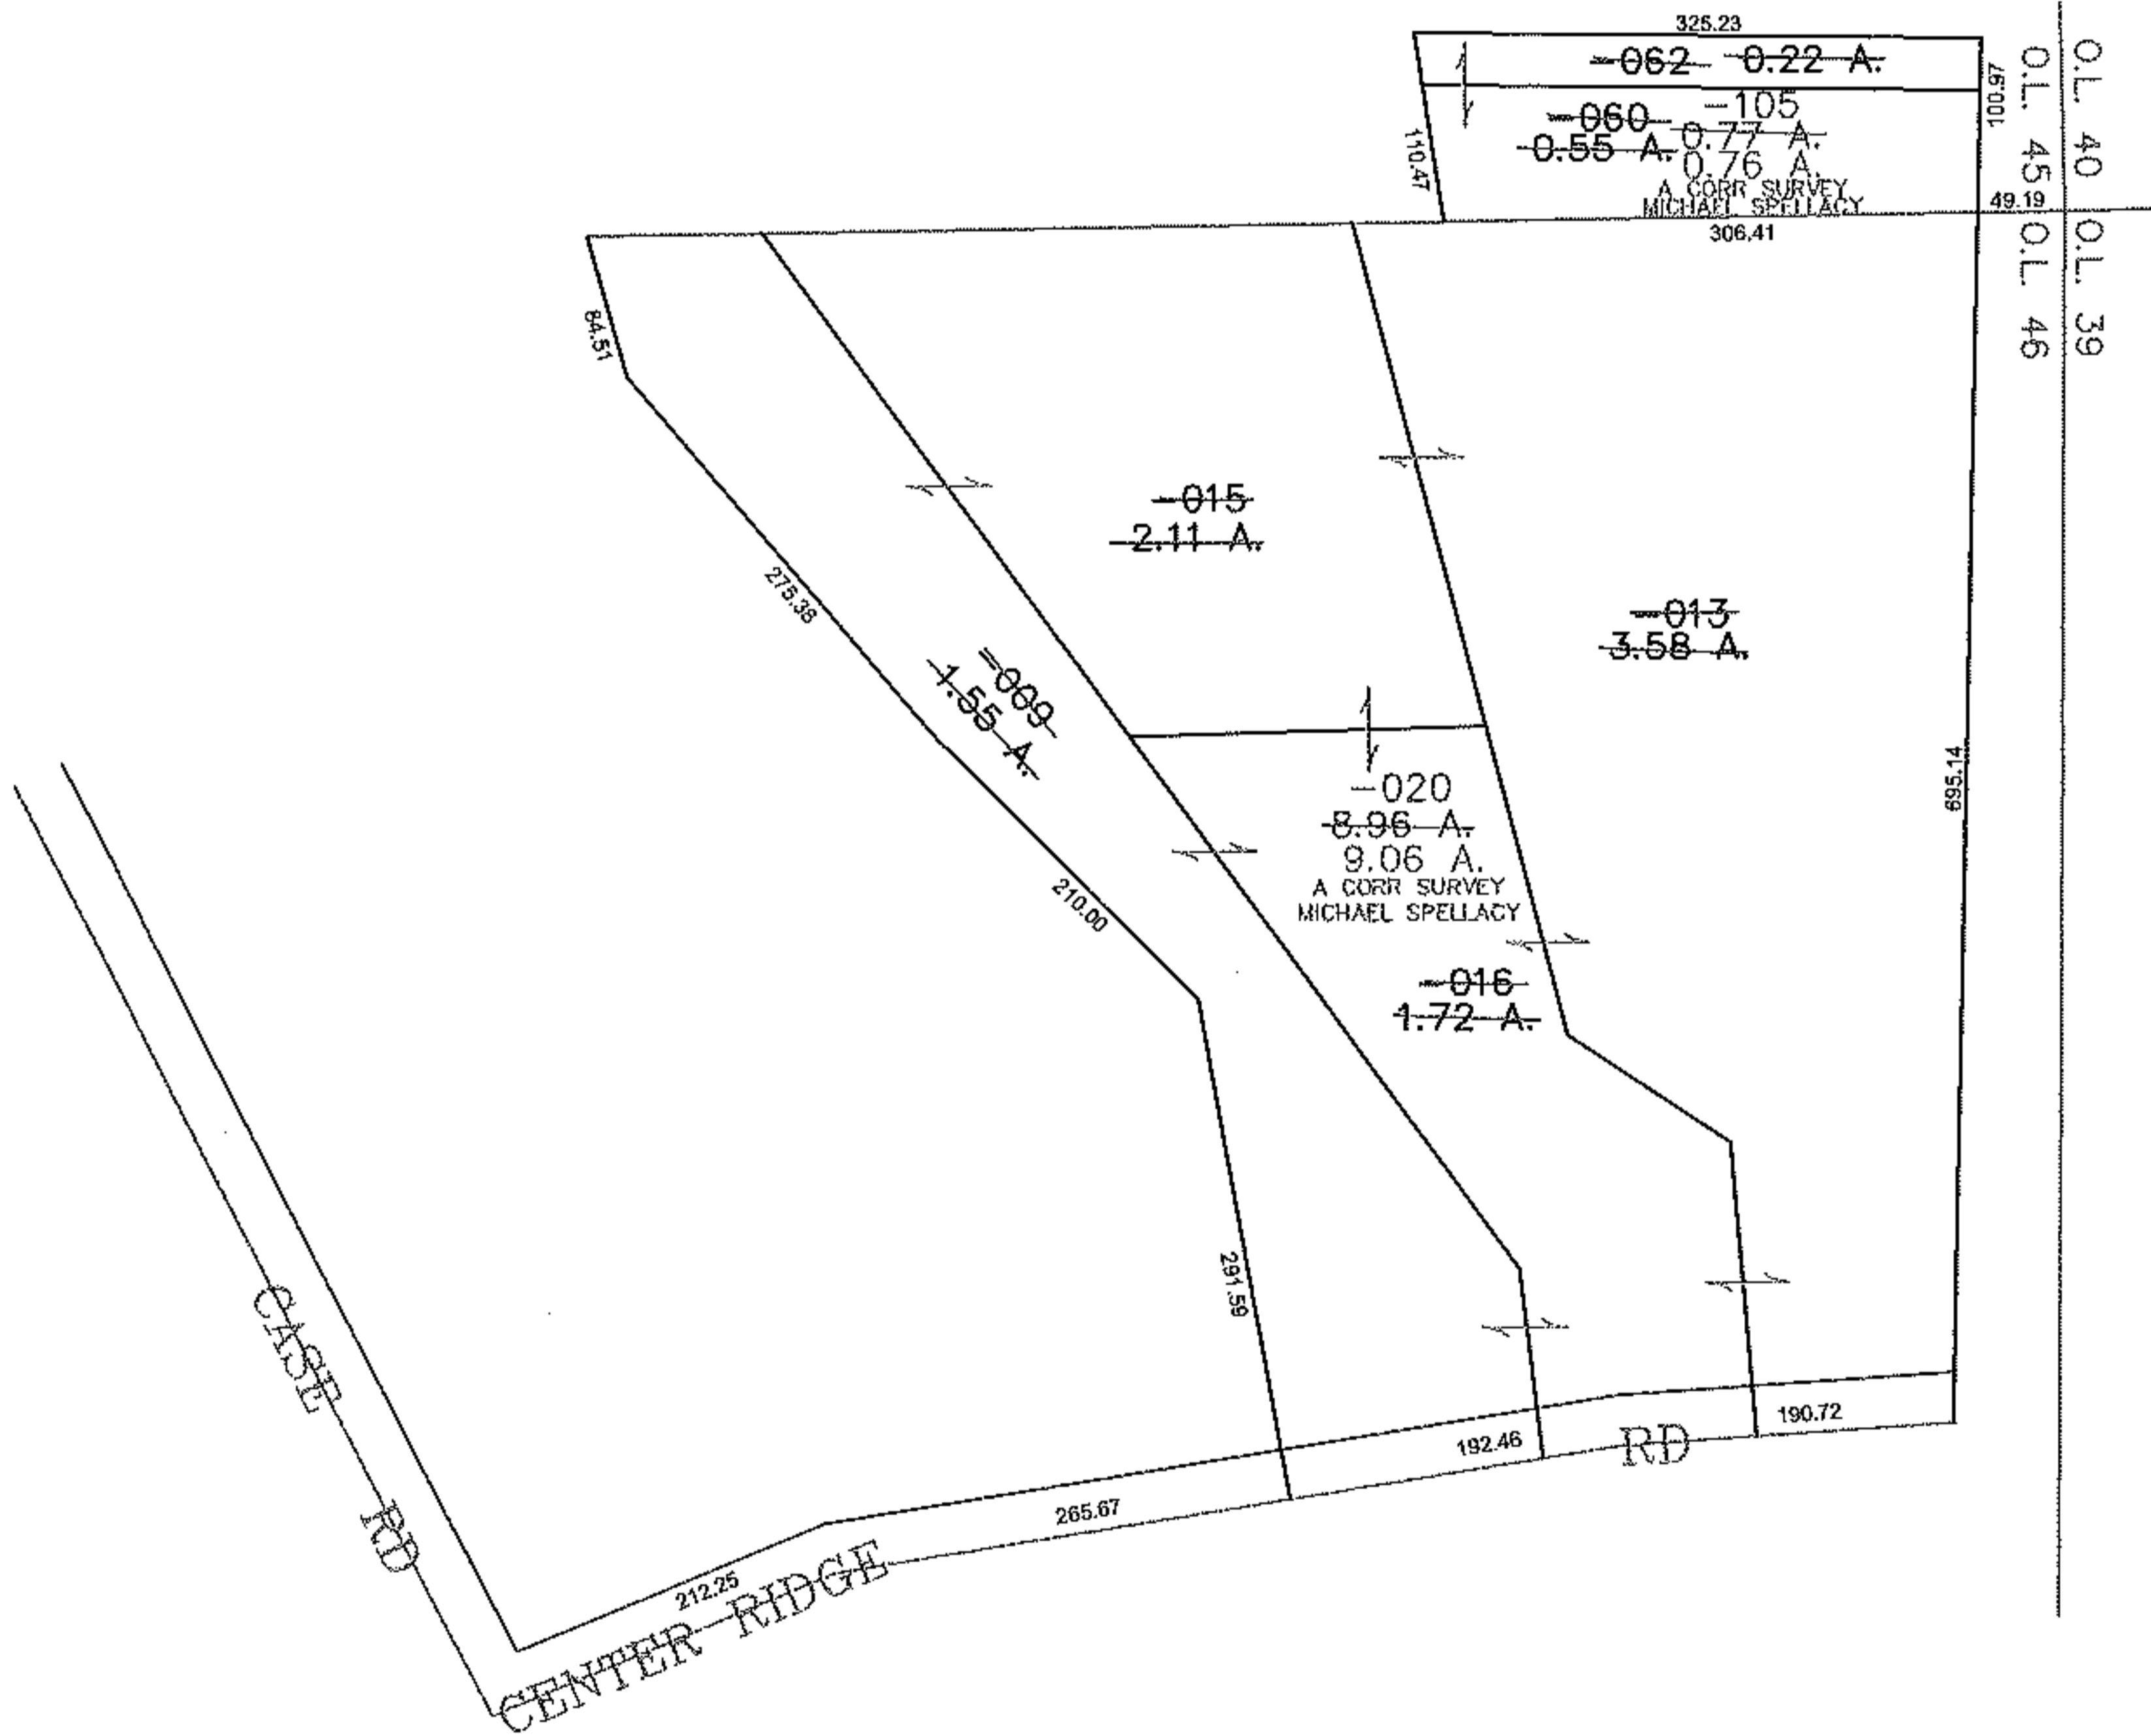 325.23
-062 0.22 A.
100.97
O.L. 40
O.L. 45
-060
0.55 A.
-105
0.77 A.
0.76 A.
A CORR SURVEY
MICHAEL SPELLACY
110.47
49.19
306.41
O.L. 39
O.L. 46
84.51
-015
2.11 A.
275.38
-013
3.58 A.
-009
1.55 A.
695.14
-020
8.96 A.
9.06 A.
A CORR SURVEY
MICHAEL SPELLACY
210.00
-016
1.72 A.
291.59
CASE RD
190.72
192.46
265.67
212.25
CENTER RIDGE RD